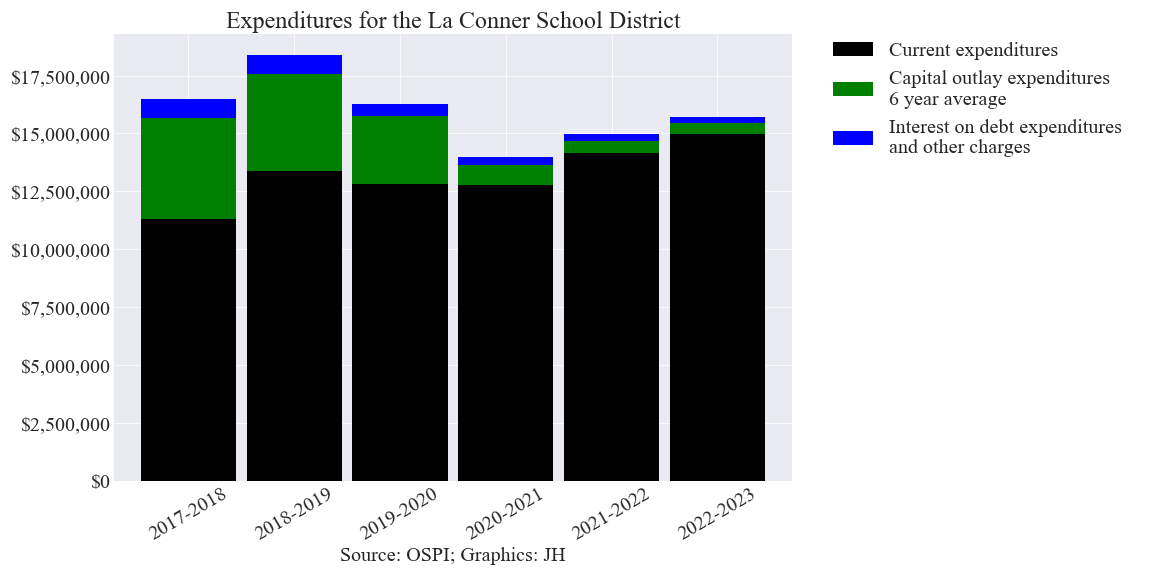 Expenditures for the La Conner School District
$17,500,000
$15,000,000
$12,500,000
$10,000,000
$7,500,000
$5,000,000
$2,500,000
$0
2017-2018
2018-2019
2019-2020
2020-2021
2021-2022
2022-2023
Source: OSPI; Graphics: JH
Current expenditures
Capital outlay expenditures
6 year average
Interest on debt expenditures
and other charges